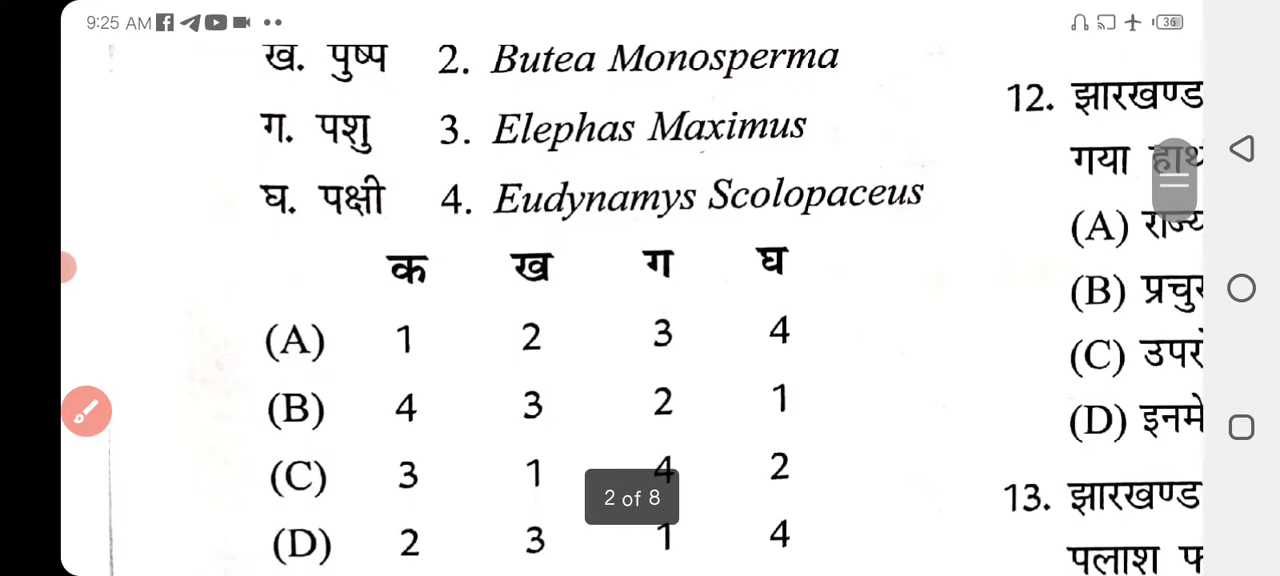 9:25 AM
36
ख. पुष्प 2. Butea Monosperma
ग. पशु 3. Elephas Maximus
घ. पक्षी 4. Eudynamys Scolopaceus
क ख ग घ
(A) 1 2 3 4
(B) 4 3 2 1
(C) 3 1 4 2
(D) 2 3 1 4
2 of 8
12. झारखण्ड
गया
(A)
(B)
(C)
(D)
13. झारखण्ड
पलाश